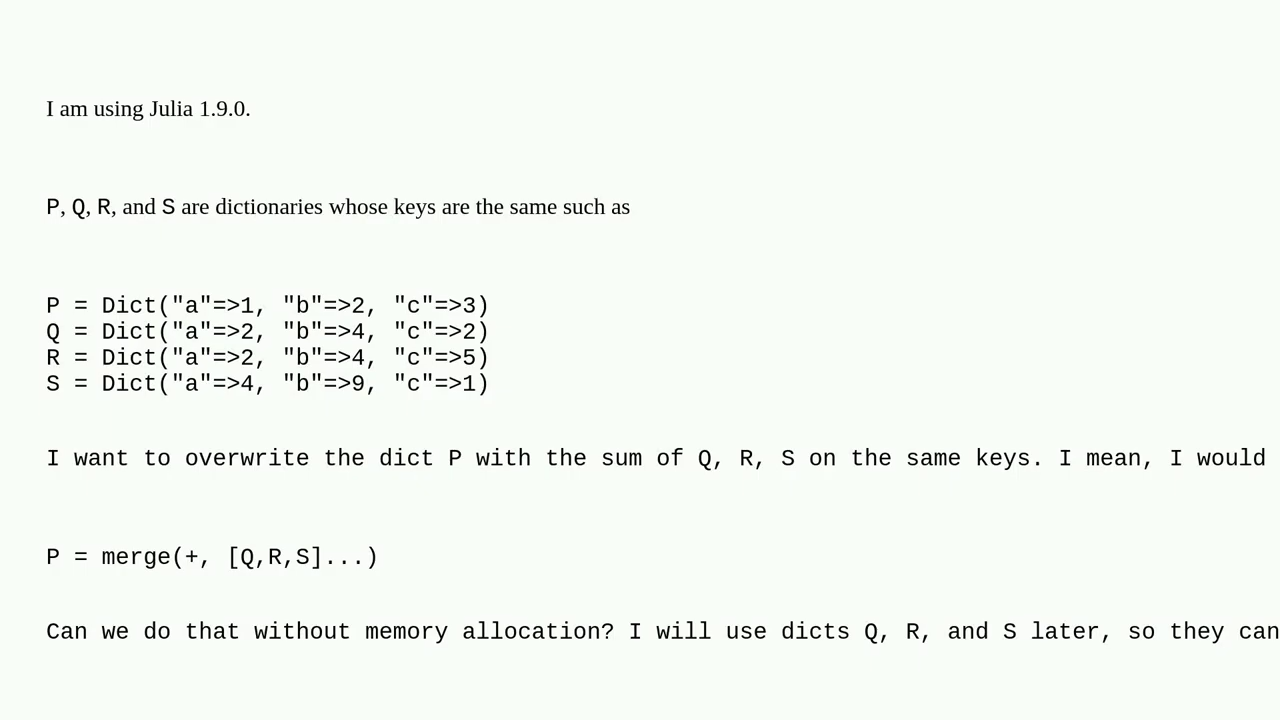 I am using Julia 1.9.0.
P, Q, R, and S are dictionaries whose keys are the same such as
P = Dict("a"=>1, "b"=>2, "c"=>3)
Q = Dict("a"=>2, "b"=>4, "c"=>2)
R = Dict("a"=>2, "b"=>4, "c"=>5)
S = Dict("a"=>4, "b"=>9, "c"=>1)
I want to overwrite the dict P with the sum of Q, R, S on the same keys. I mean, I would
P = merge(+, [Q,R,S]...)
Can we do that without memory allocation? I will use dicts Q, R, and S later, so they can